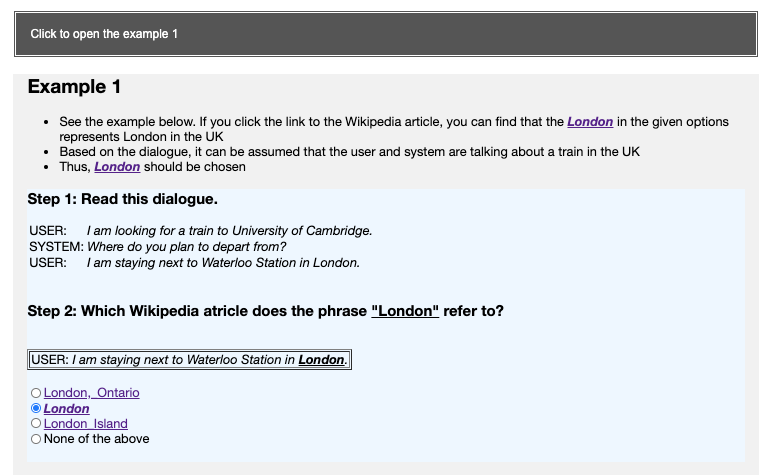 Click to open the example 1
Example 1
• See the example below. If you click the link to the Wikipedia article, you can find that the London in the given options
represents London in the UK
• Based on the dialogue, it can be assumed that the user and system are talking about a train in the UK
• Thus, London should be chosen
Step 1: Read this dialogue.
USER: I am looking for a train to University of Cambridge.
SYSTEM: Where do you plan to depart from?
USER: I am staying next to Waterloo Station in London.
Step 2: Which Wikipedia atricle does the phrase "London" refer to?
USER: I am staying next to Waterloo Station in London.
London,_Ontario
London
London_Island
None of the above